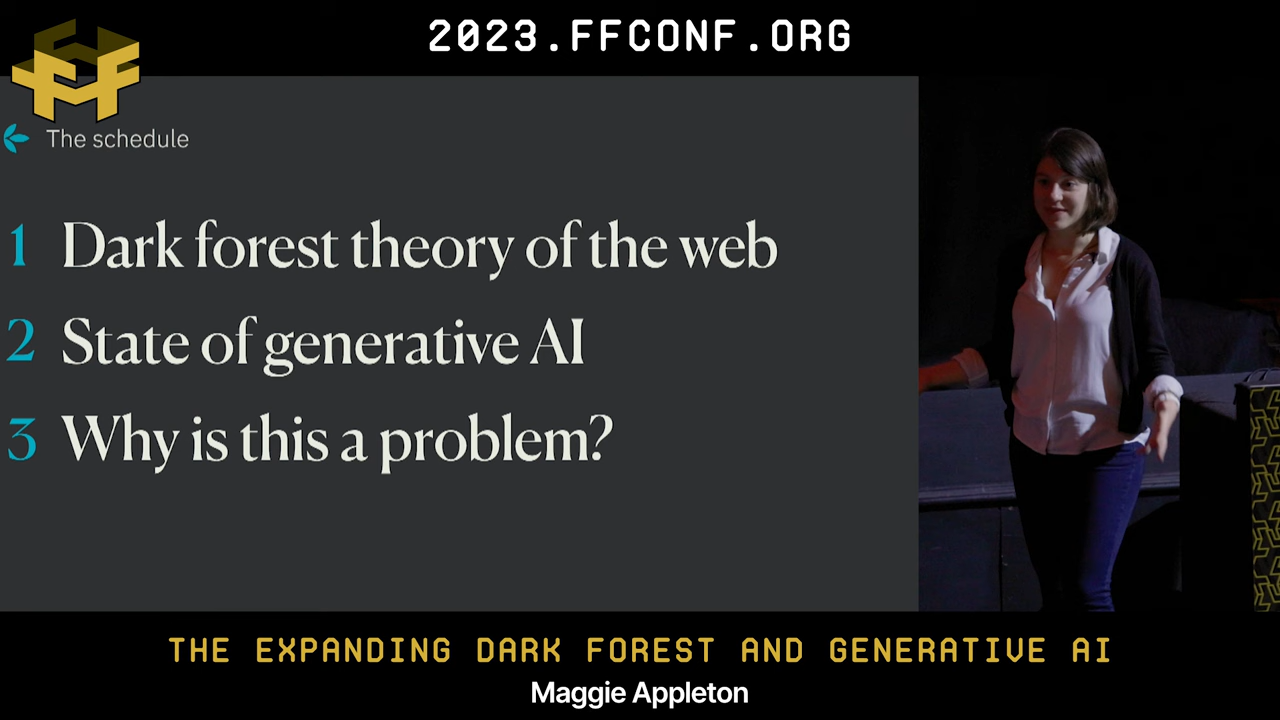 2023.FFCONF.ORG
FF
The schedule
1 Dark forest theory of the web
2 State of generative AI
3 Why is this a problem?
THE EXPANDING DARK FOREST AND GENERATIVE AI
Maggie Appleton